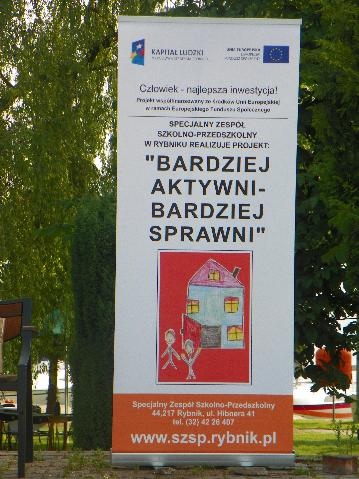 KAPITAŁ LUDZKI
UNIA EUROPEJSKA
Człowiek - najlepsza inwestycja!
Projekt współfinansowany ze środków Unii Europejskiej
w ramach Europejskiego Funduszu Społecznego
SPECJALNY ZESPÓŁ
SZKOLNO-PRZEDSZKOLNY
W RYBNIKU REALIZUJE PROJEKT:
"BARDZIEJ
AKTYWNI-
BARDZIEJ
SPRAWNI"
Specjalny Zespół Szkolno-Przedszkolny
44,217 Rybnik, ul. Hibnera 41
tel. (32) 42 26 407
www.szsp.rybnik.pl